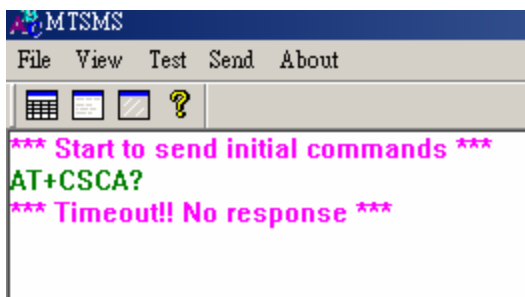 MTSMS
File View Test Send About
*** Start to send initial commands ***
AT+CSCA?
*** Timeout!! No response ***